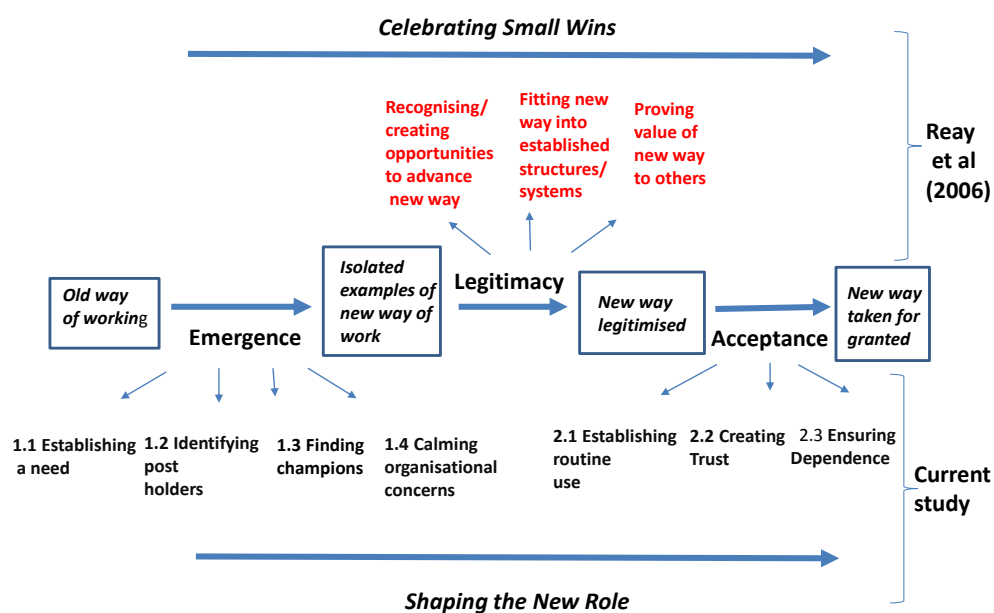 Celebrating Small Wins
Recognising/
creating
opportunities
to advance
new way
Fitting new
way into
established
structures/
systems
Proving
value of
new way
to others
Reay
et al
(2006)
Old way
of working
Emergence
Isolated
examples of
new way of
work
Legitimacy
New way
legitimised
Acceptance
New way
taken for
granted
1.1 Establishing
a need
1.2 Identifying
post
holders
1.3 Finding
champions
1.4 Calming
organisational
concerns
2.1 Establishing
routine
use
2.2 Creating
Trust
2.3 Ensuring
Dependence
Current
study
Shaping the New Role